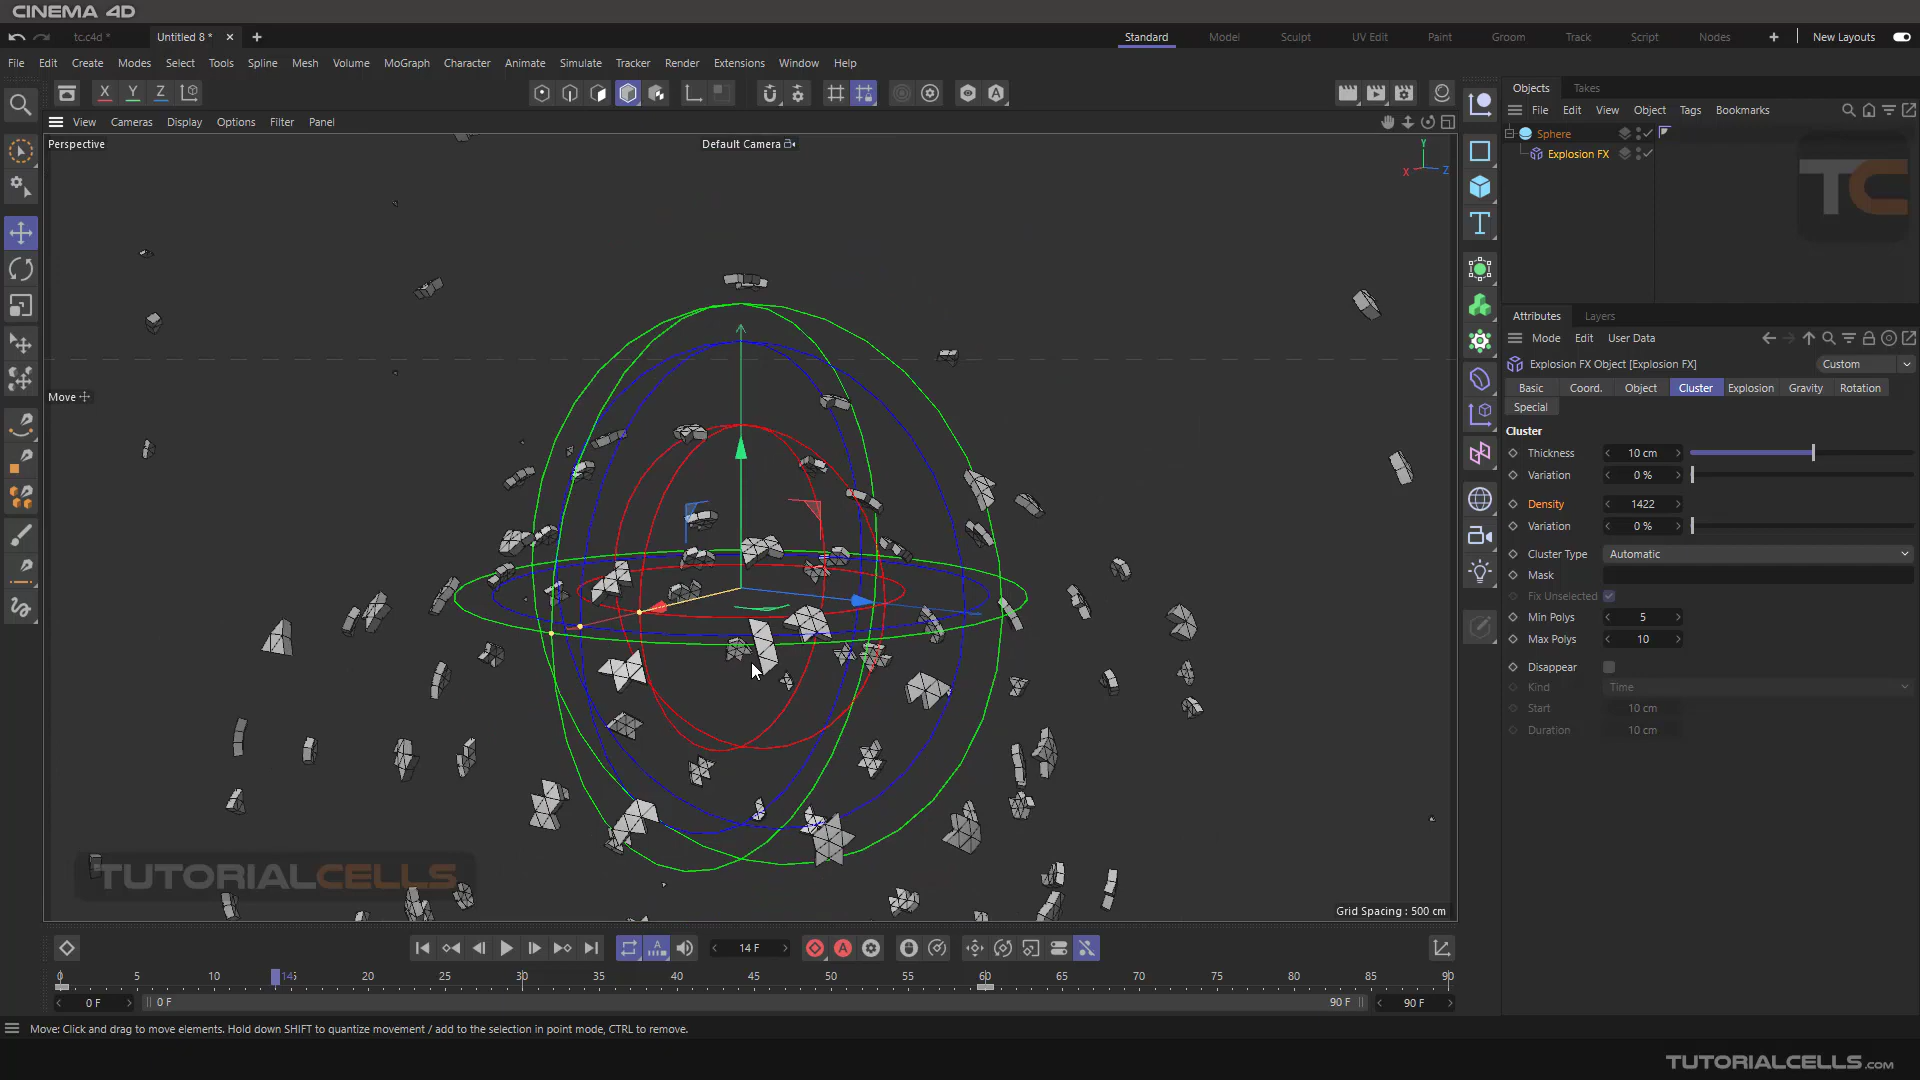 CINEMA 4D
tc.c4d *
Untitled 8 *
Standard
Model
Sculpt
UV Edit
Paint
Groom
Track
Script
Nodes
New Layouts
File
Edit
Create
Modes
Select
Tools
Spline
Mesh
Volume
MoGraph
Character
Animate
Simulate
Tracker
Render
Extensions
Window
Help
X
Y
Z
View
Cameras
Display
Options
Filter
Panel
Perspective
Default Camera
Y
X
Z
Move
Grid Spacing : 500 cm
Objects
Takes
File
Edit
View
Object
Tags
Bookmarks
Sphere
Explosion FX
TC
Attributes
Layers
Mode
Edit
User Data
Explosion FX Object [Explosion FX]
Custom
Basic
Coord.
Object
Cluster
Explosion
Gravity
Rotation
Special
Cluster
Thickness
10 cm
Variation
0 %
Density
1422
Variation
0 %
Cluster Type
Automatic
Mask
Fix Unselected
Min Polys
5
Max Polys
10
Disappear
Kind
Time
Start
10 cm
Duration
10 cm
TUTORIALCELLS
14 F
0
5
10
14
20
25
30
35
40
45
50
55
60
65
70
75
80
85
90
0 F
0 F
90 F
90 F
Move: Click and drag to move elements. Hold down SHIFT to quantize movement / add to the selection in point mode, CTRL to remove.
TUTORIALCELLS.com